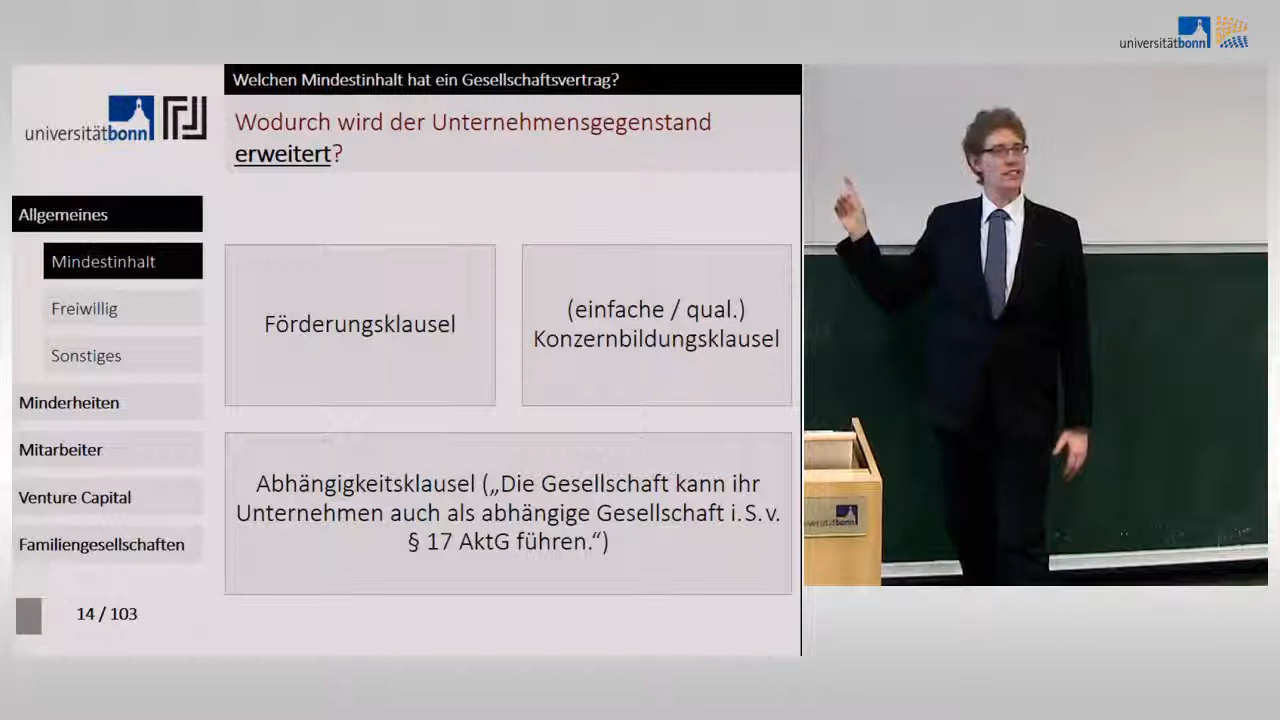 universitätbonn
Welchen Mindestinhalt hat ein Gesellschaftsvertrag?
universitätbonn
Wodurch wird der Unternehmensgegenstand
erweitert?
Allgemeines
Mindestinhalt
Freiwillig
Sonstiges
Minderheiten
Mitarbeiter
Venture Capital
Familiengesellschaften
14 / 103
Förderungsklausel
(einfache / qual.)
Konzernbildungsklausel
Abhängigkeitsklausel („Die Gesellschaft kann ihr
Unternehmen auch als abhängige Gesellschaft i.S.v.
§ 17 AktG führen.“)
universitätbonn